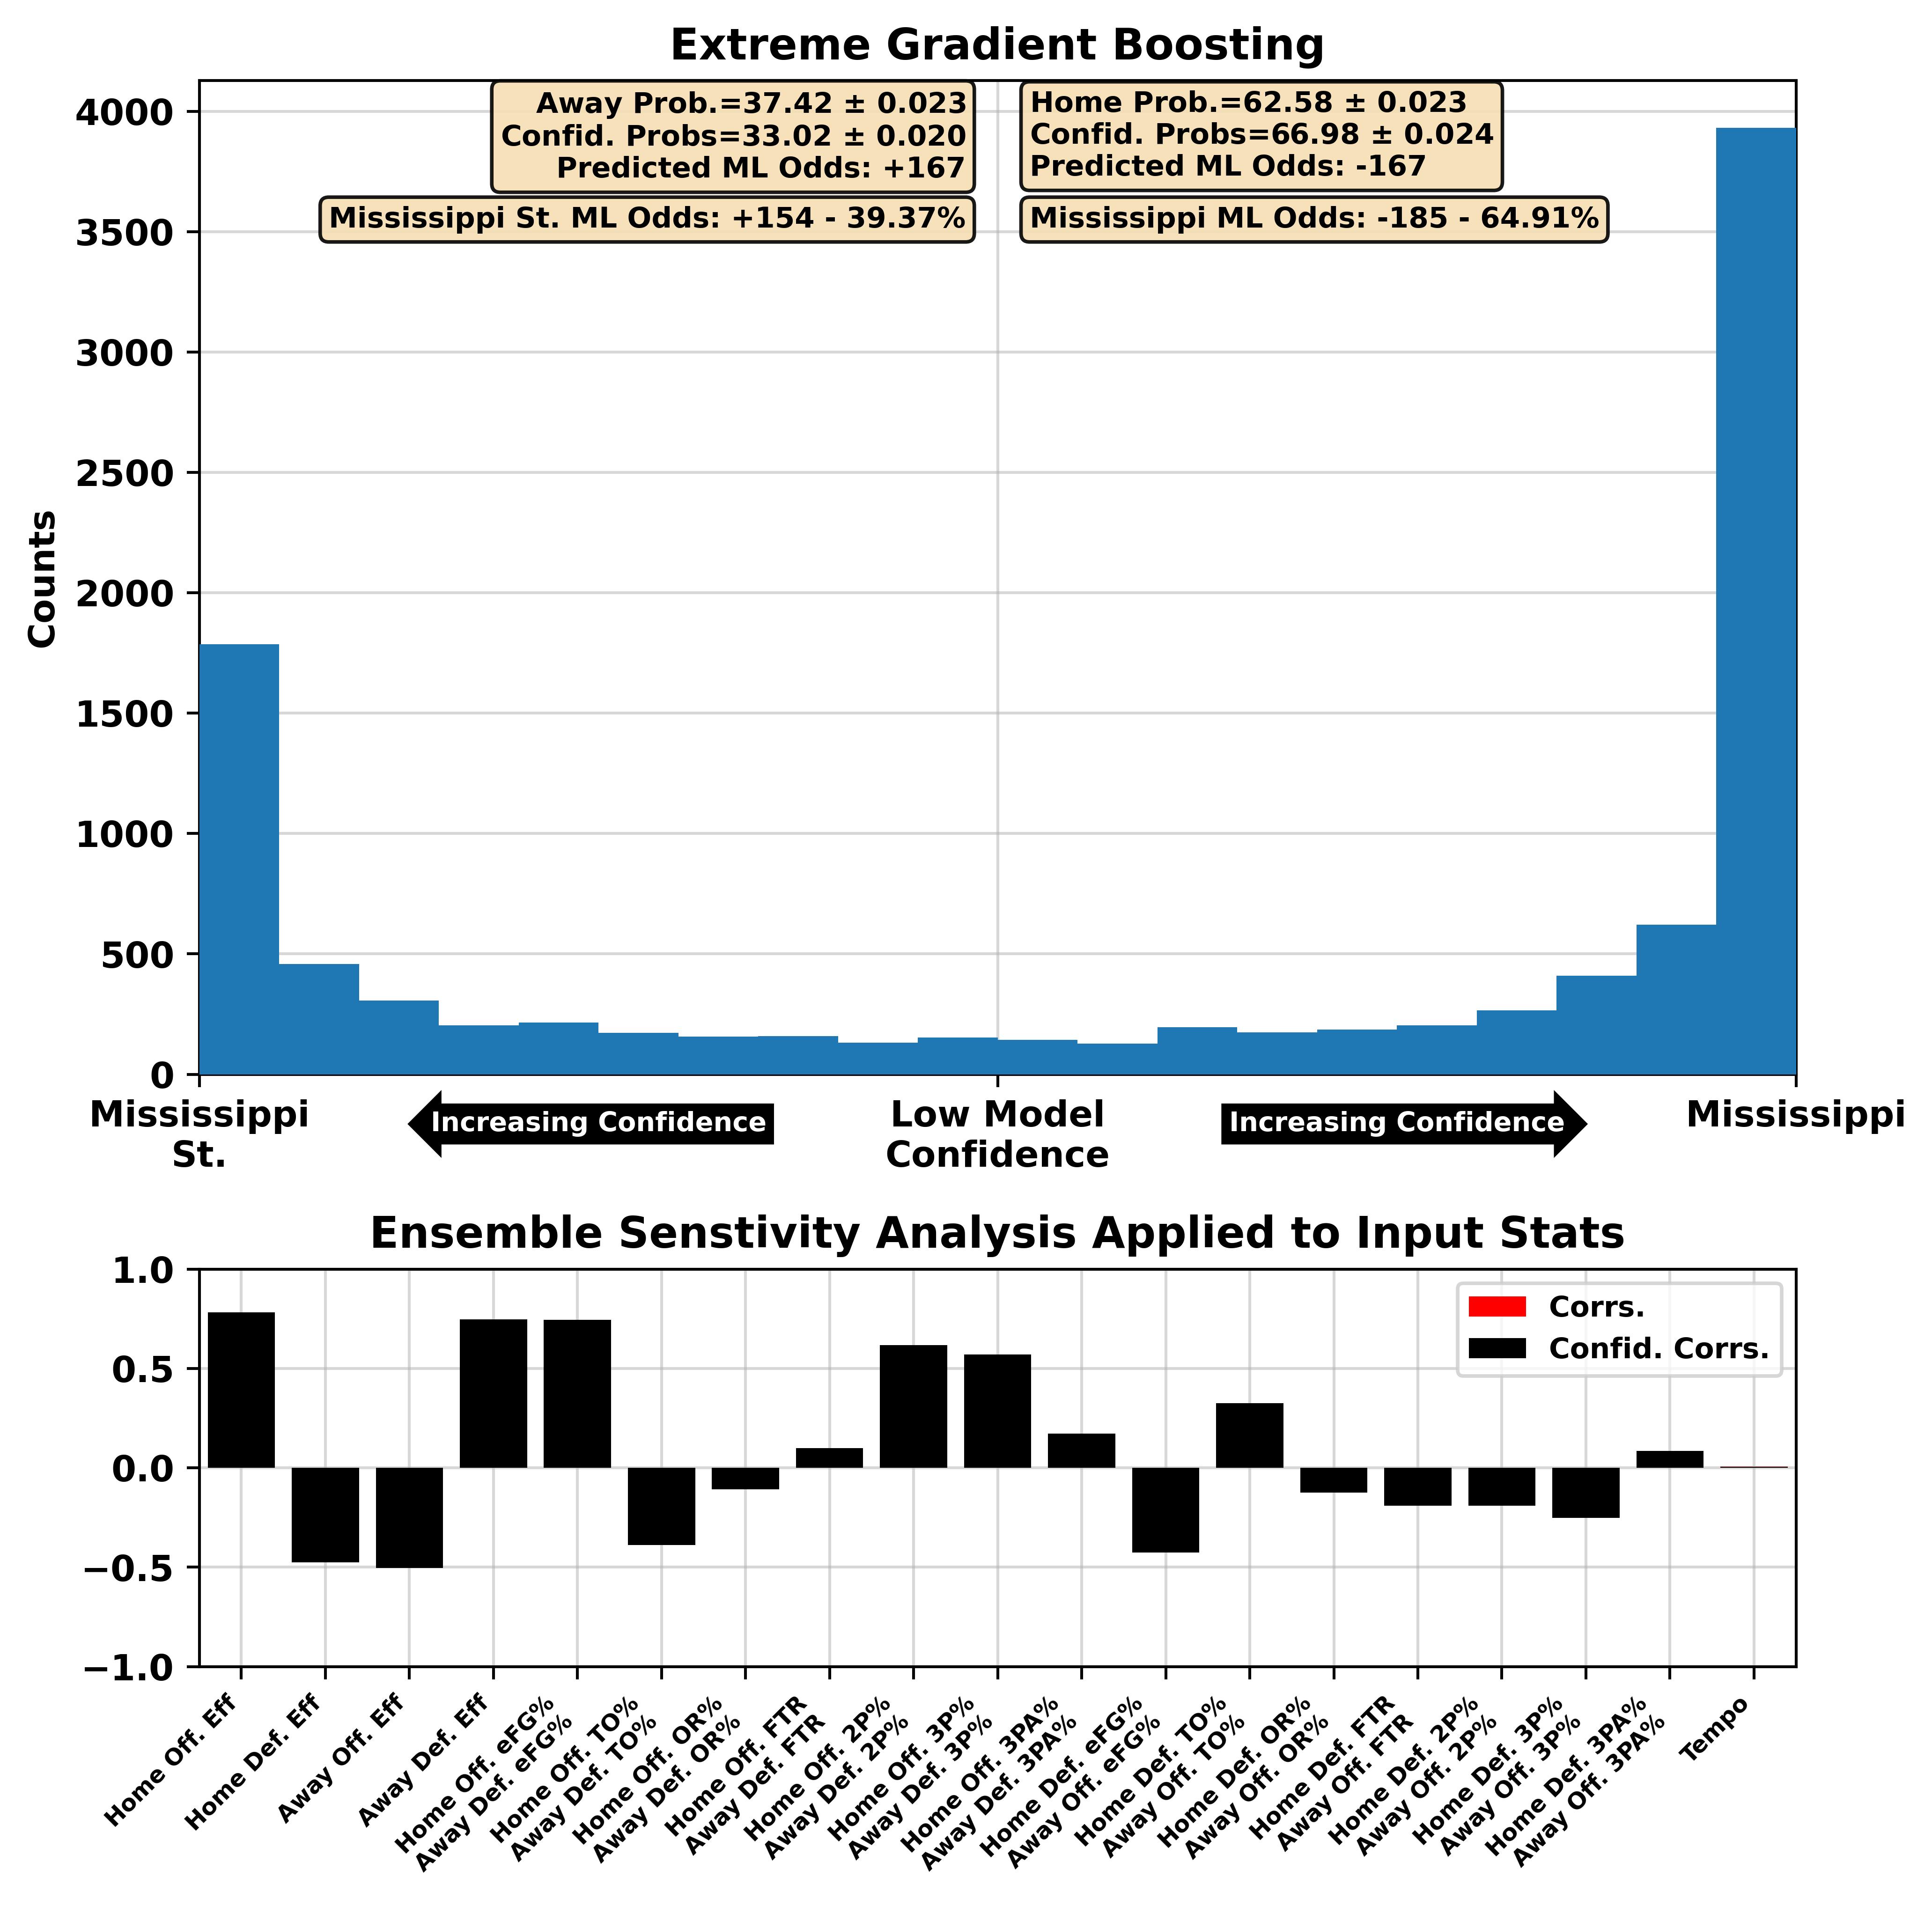 Extreme Gradient Boosting
Away Prob.=37.42 ± 0.023
Confid. Probs=33.02 ± 0.020
Predicted ML Odds: +167
Home Prob.=62.58 ± 0.023
Confid. Probs=66.98 ± 0.024
Predicted ML Odds: -167
Mississippi St. ML Odds: +154 - 39.37%
Mississippi ML Odds: -185 - 64.91%
Counts
4000
3500
3000
2500
2000
1500
1000
500
0
Mississippi
St.
Increasing Confidence
Low Model
Confidence
Increasing Confidence
Mississippi
Ensemble Senstivity Analysis Applied to Input Stats
1.0
0.5
0.0
−0.5
−1.0
Corrs.
Confid. Corrs.
Home Off. Eff
Home Def. Eff
Away Off. Eff
Away Def. Eff
Home Off. eFG%
Away Def. eFG%
Home Off. TO%
Away Def. TO%
Home Off. OR%
Away Def. OR%
Home Off. FTR
Away Def. FTR
Home Off. 2P%
Away Def. 2P%
Home Off. 3P%
Away Def. 3P%
Home Off. 3PA%
Away Def. 3PA%
Home Def. eFG%
Away Off. eFG%
Home Def. TO%
Away Off. TO%
Home Def. OR%
Away Off. OR%
Home Def. FTR
Away Off. FTR
Home Def. 2P%
Away Off. 2P%
Home Def. 3P%
Away Off. 3P%
Home Def. 3PA%
Away Off. 3PA%
Tempo